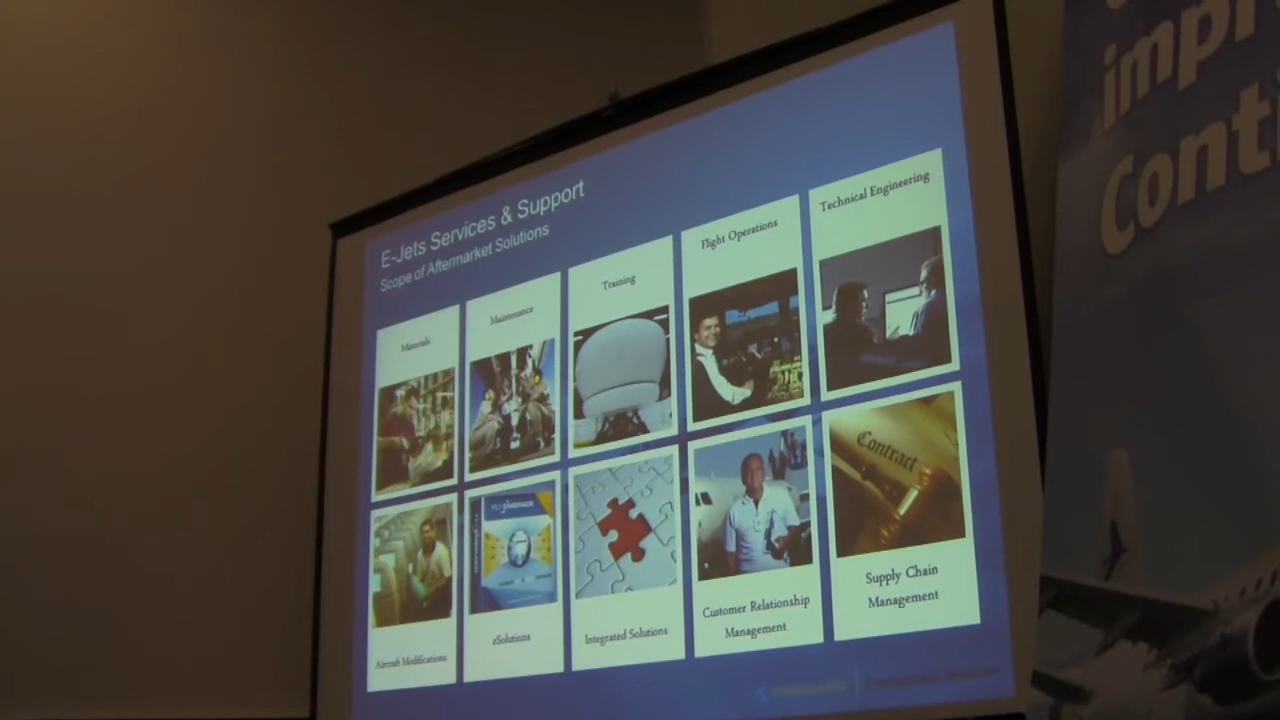 E-Jets Services & Support
Scope of Aftermarket Solutions
Materials
Maintenance
Training
Flight Operations
Technical Engineering
Contract
Aircraft Modifications
eSolutions
Integrated Solutions
Customer Relationship
Management
Supply Chain
Management
impr
Conti